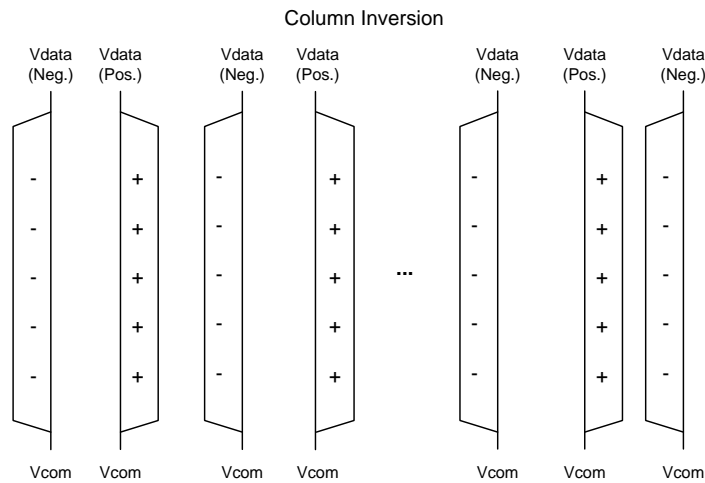 Column Inversion
Vdata Vdata Vdata Vdata Vdata Vdata Vdata
(Neg.) (Pos.) (Neg.) (Pos.) (Neg.) (Pos.) (Neg.)
- + - + - + -
- + - + - + -
- + - + ... - + -
- + - + - + -
- + - + - + -
Vcom Vcom Vcom Vcom Vcom Vcom Vcom